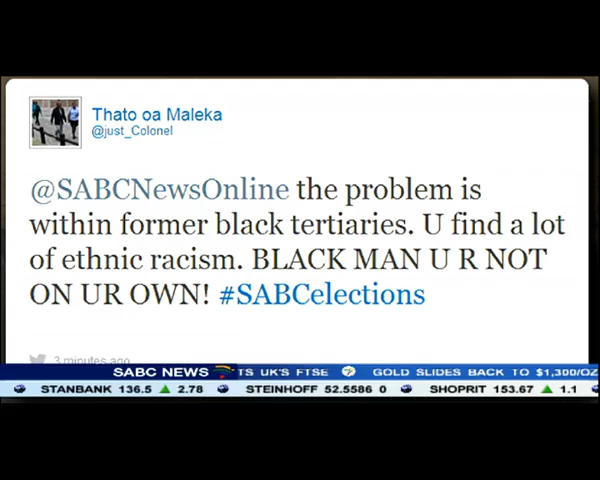 Thato oa Maleka
@just_Colonel
@SABCNewsOnline the problem is
within former black tertiaries. U find a lot
of ethnic racism. BLACK MAN U R NOT
ON UR OWN! #SABCelections
3 minutes ago
SABC NEWS TS UK'S FTSE GOLD SLIDES BACK TO $1,300/OZ
STANBANK 136.5 ▲ 2.78 STEINHOFF 52.5586 0 SHOPRIT 153.67 ▲ 1.1